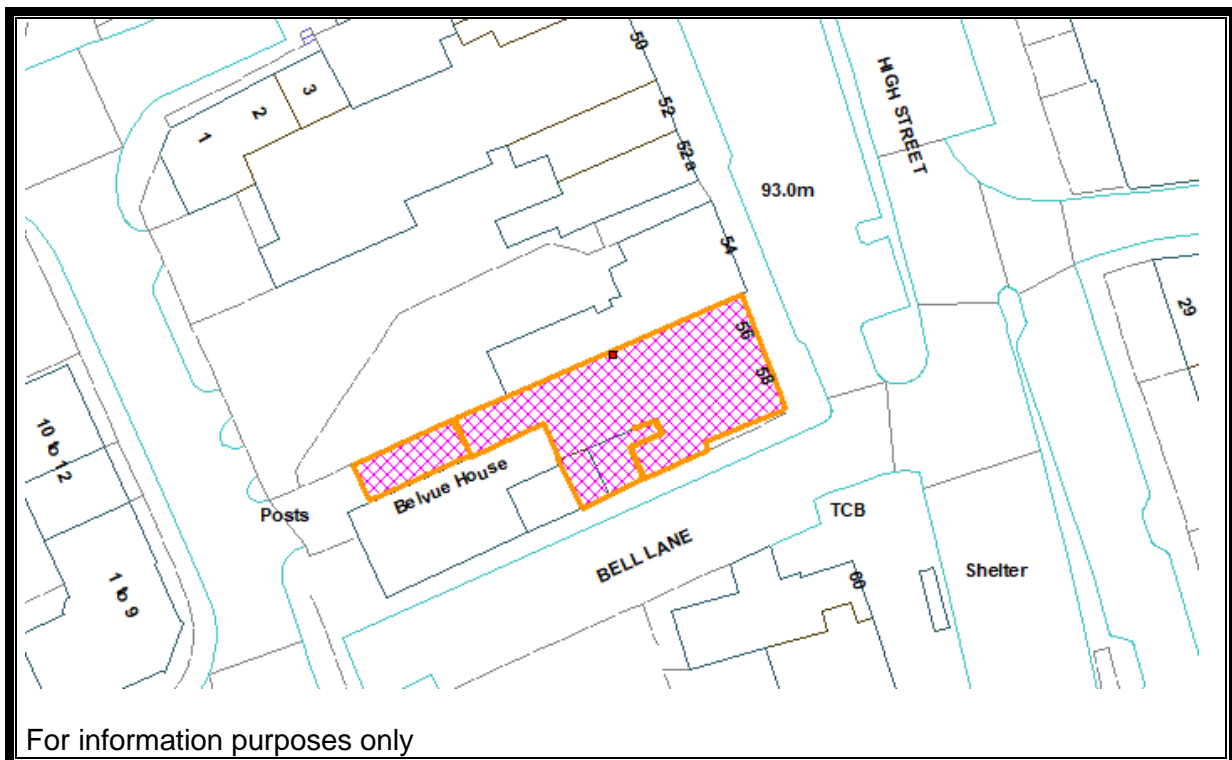 50
HIGH STREET
3
2
1
52
52a
93.0m
54
29
56
58
10 to 12
Belvue House
Posts
TCB
BELL LANE
Shelter
60
1 to 9
For information purposes only